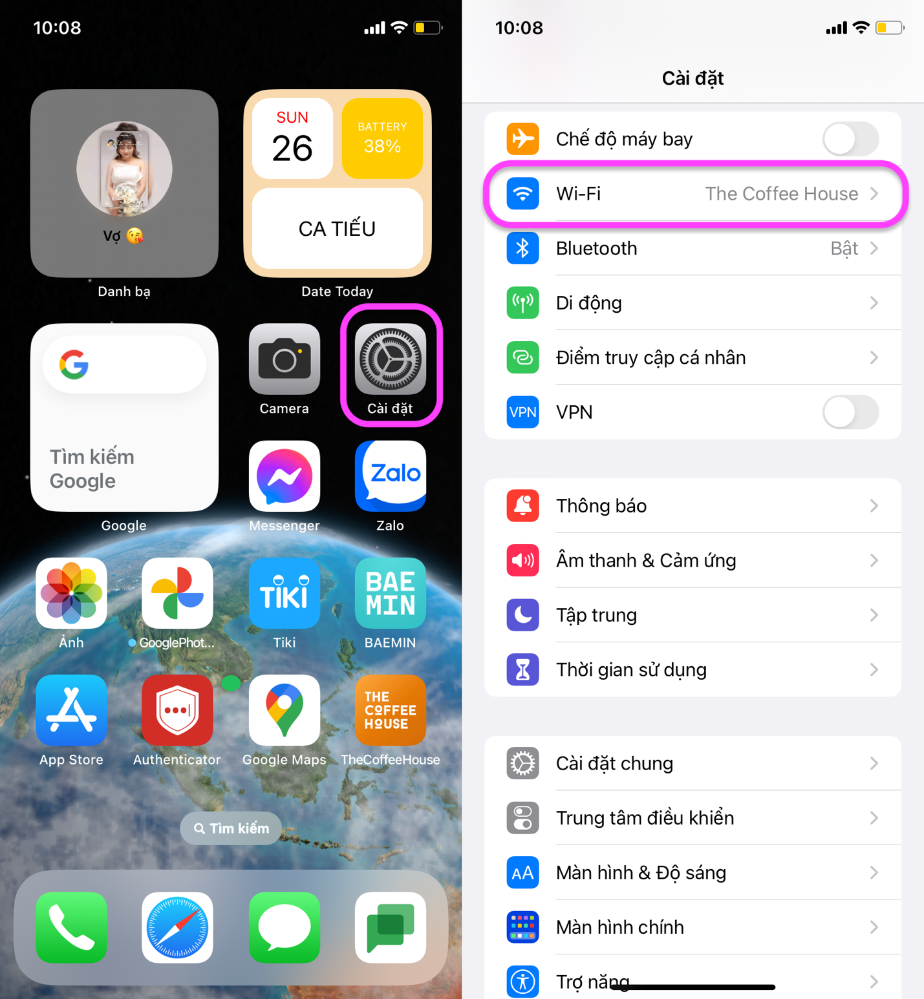 10:08
SUN
26
BATTERY
38%
CA TIẾU
Vợ 😘
Danh bạ
Date Today
Tìm kiếm
Google
Google
Camera
Cài đặt
Messenger
Zalo
Zalo
TIKI
BAE
MIN
Ảnh
GooglePhot...
Tiki
BAEMIN
THE
COFFEE
HOUSE
App Store
Authenticator
Google Maps
TheCoffeeHouse
Tìm kiếm
10:08
Cài đặt
Chế độ máy bay
Wi-Fi The Coffee House
Bluetooth Bật
Di động
Điểm truy cập cá nhân
VPN VPN
Thông báo
Âm thanh & Cảm ứng
Tập trung
Thời gian sử dụng
Cài đặt chung
Trung tâm điều khiển
AA Màn hình & Độ sáng
Màn hình chính
Trợ năng